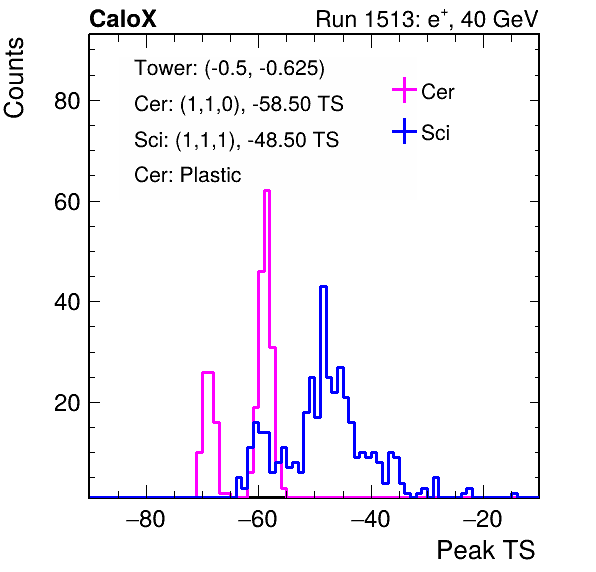 CaloX Run 1513: e⁺, 40 GeV
Counts
Tower: (-0.5, -0.625)
Cer: (1,1,0), -58.50 TS
Sci: (1,1,1), -48.50 TS
Cer: Plastic
Cer
Sci
80
60
40
20
−80 −60 −40 −20
Peak TS